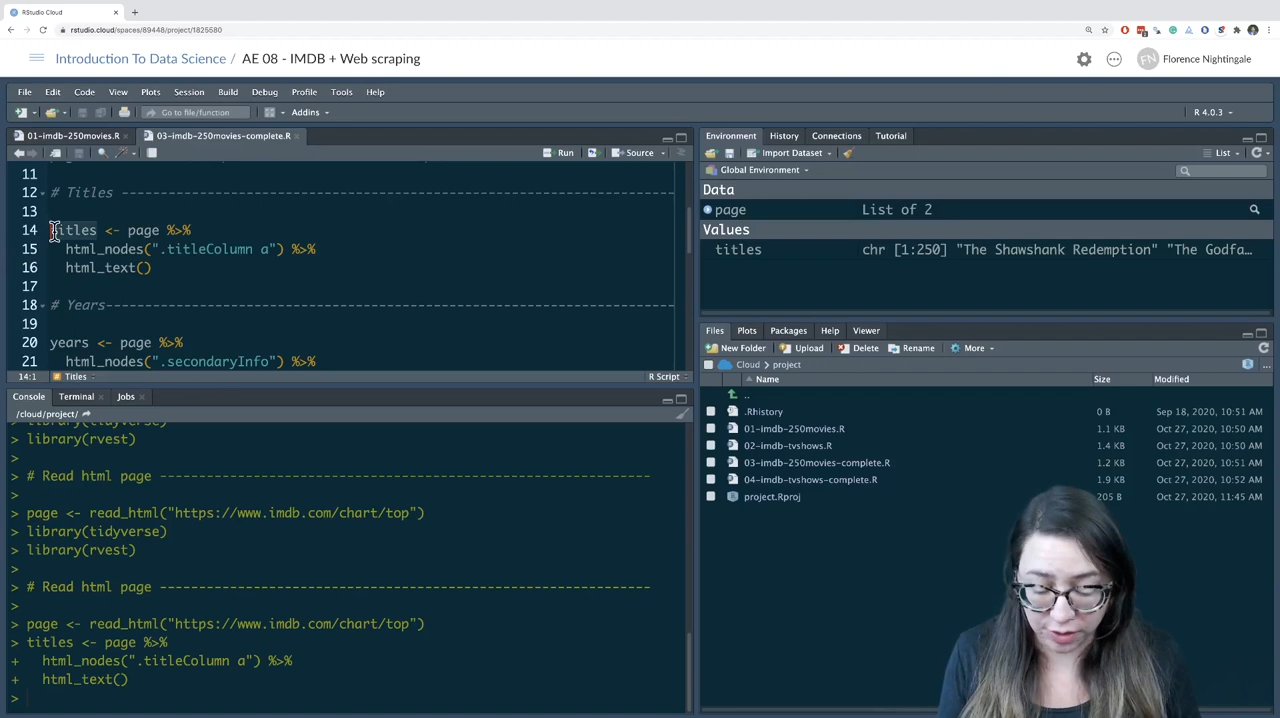 RStudio Cloud
rstudio.cloud/spaces/89448/project/1825580
Introduction To Data Science / AE 08 - IMDB + Web scraping
FN Florence Nightingale
File Edit Code View Plots Session Build Debug Profile Tools Help
Go to file/function Addins R 4.0.3
01-imdb-250movies.R 03-imdb-250movies-complete.R
Run Source
11
12 # Titles ----------------------------------------------------------------------
13
14 titles <- page %>%
15 html_nodes(".titleColumn a") %>%
16 html_text()
17
18 # Years------------------------------------------------------------------------
19
20 years <- page %>%
21 html_nodes(".secondaryInfo") %>%
14:1 Titles R Script
Console Terminal Jobs
/cloud/project/
> library(tidyverse)
> library(rvest)
>
> # Read html page --------------------------------------------------------------
>
> page <- read_html("https://www.imdb.com/chart/top")
> library(tidyverse)
> library(rvest)
>
> # Read html page --------------------------------------------------------------
>
> page <- read_html("https://www.imdb.com/chart/top")
> titles <- page %>%
+ html_nodes(".titleColumn a") %>%
+ html_text()
>
Environment History Connections Tutorial
Import Dataset List
Global Environment
Data
page List of 2
Values
titles chr [1:250] "The Shawshank Redemption" "The Godfa…
Files Plots Packages Help Viewer
New Folder Upload Delete Rename More
Cloud project
Name Size Modified
..
.Rhistory 0 B Sep 18, 2020, 10:51 AM
01-imdb-250movies.R 1.1 KB Oct 27, 2020, 10:50 AM
02-imdb-tvshows.R 1.4 KB Oct 27, 2020, 10:50 AM
03-imdb-250movies-complete.R 1.2 KB Oct 27, 2020, 10:51 AM
04-imdb-tvshows-complete.R 1.9 KB Oct 27, 2020, 10:52 AM
project.Rproj 205 B Oct 27, 2020, 11:45 AM